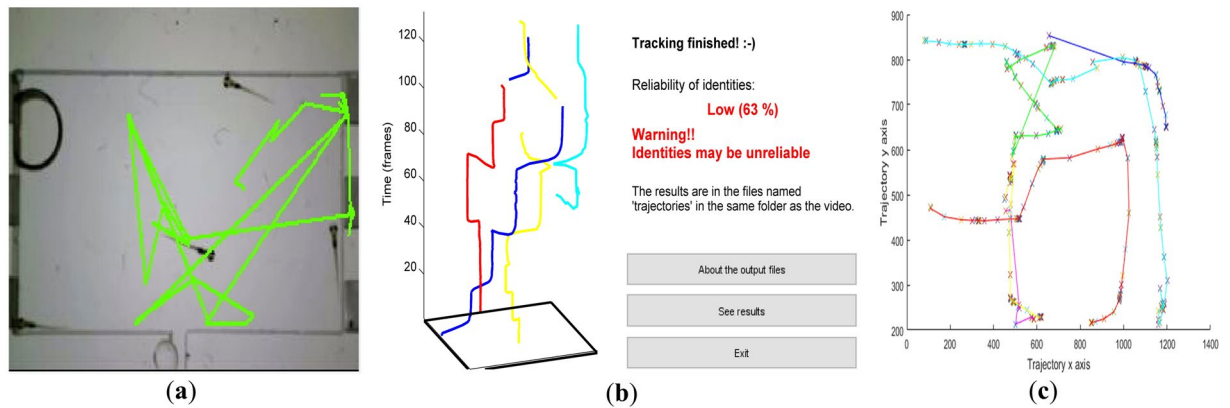 120
100
80
60
40
20
Time (frames)
Tracking finished! :-)
Reliability of identities:
Low (63 %)
Warning!!
Identities may be unreliable
The results are in the files named
'trajectories' in the same folder as the video.
About the output files
See results
Exit
900
800
700
600
500
400
300
200
Trajectory y axis
0 200 400 600 800 1000 1200 1400
Trajectory x axis
(a) (b) (c)